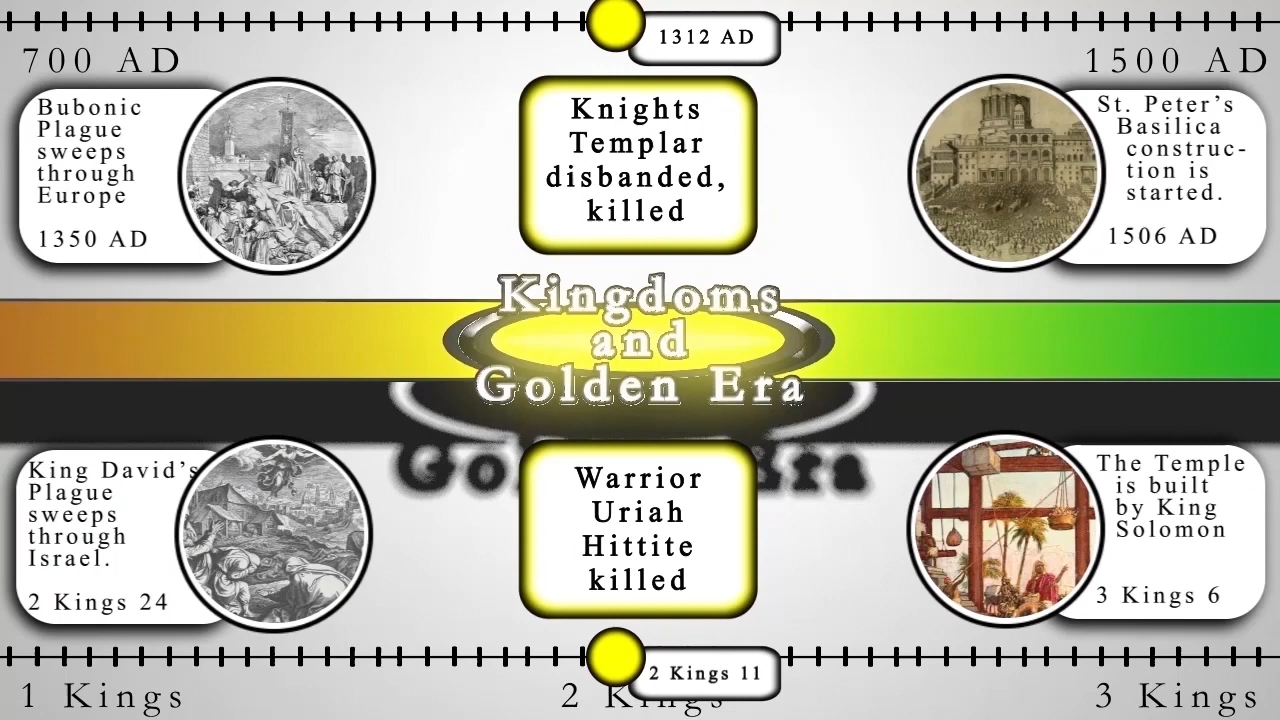 1312 AD
700 AD
1500 AD
Bubonic
Plague
sweeps
through
Europe
1350 AD
Knights
Templar
disbanded,
killed
St. Peter's
Basilica
construc-
tion is
started.
1506 AD
Kingdoms
and
Golden Era
King David's
Plague
sweeps
through
Israel.
2 Kings 24
Warrior
Uriah
Hittite
killed
The Temple
is built
by King
Solomon
3 Kings 6
2 Kings 11
1 Kings
2 Kings
3 Kings